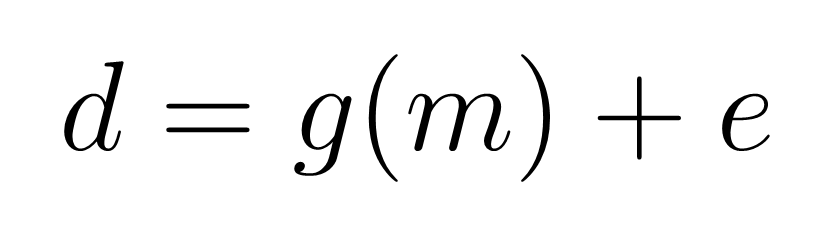 d = g(m) + e